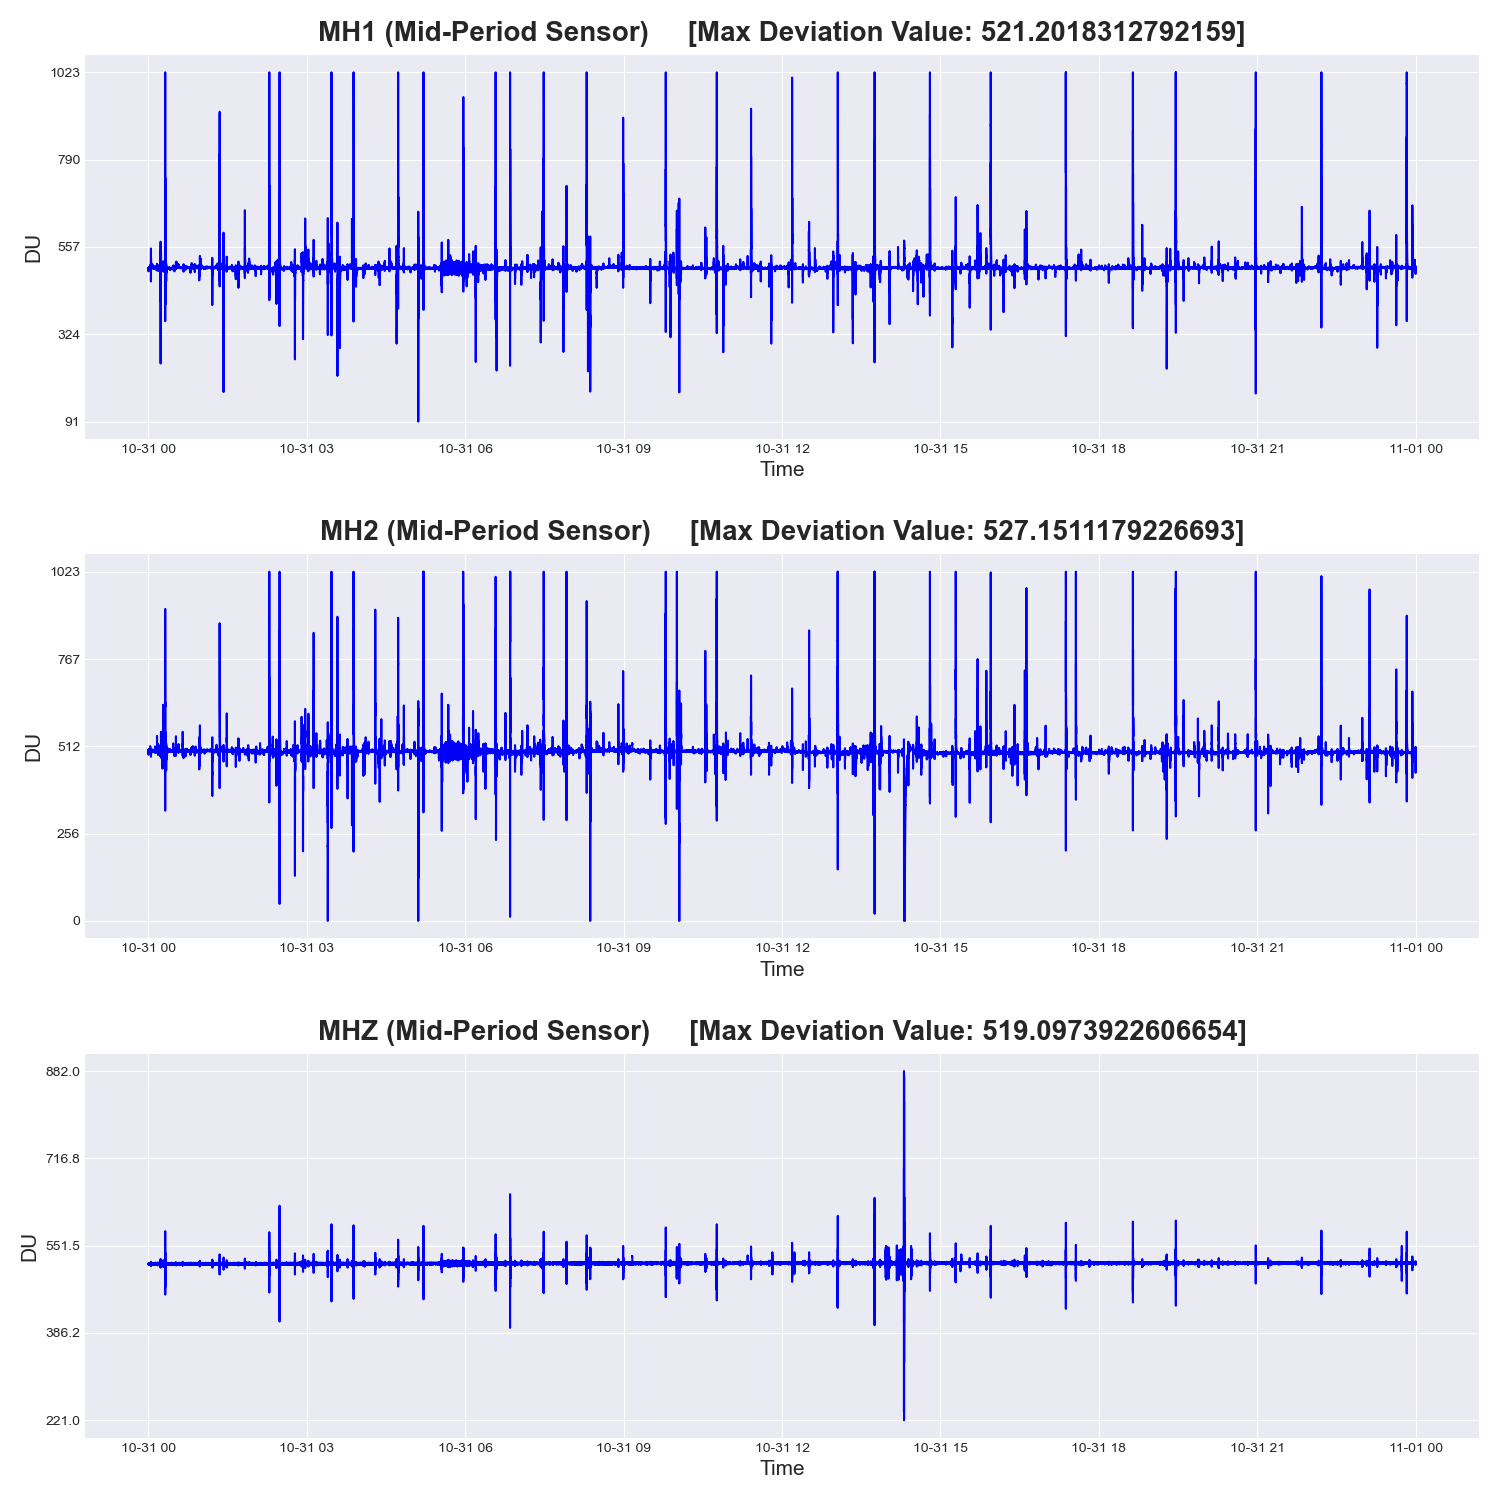 MH1 (Mid-Period Sensor) [Max Deviation Value: 521.2018312792159]
1023
790
557
324
91
DU
10-31 00 10-31 03 10-31 06 10-31 09 10-31 12 10-31 15 10-31 18 10-31 21 11-01 00
Time
MH2 (Mid-Period Sensor) [Max Deviation Value: 527.1511179226693]
1023
767
512
256
0
DU
10-31 00 10-31 03 10-31 06 10-31 09 10-31 12 10-31 15 10-31 18 10-31 21 11-01 00
Time
MHZ (Mid-Period Sensor) [Max Deviation Value: 519.0973922606654]
882.0
716.8
551.5
386.2
221.0
DU
10-31 00 10-31 03 10-31 06 10-31 09 10-31 12 10-31 15 10-31 18 10-31 21 11-01 00
Time